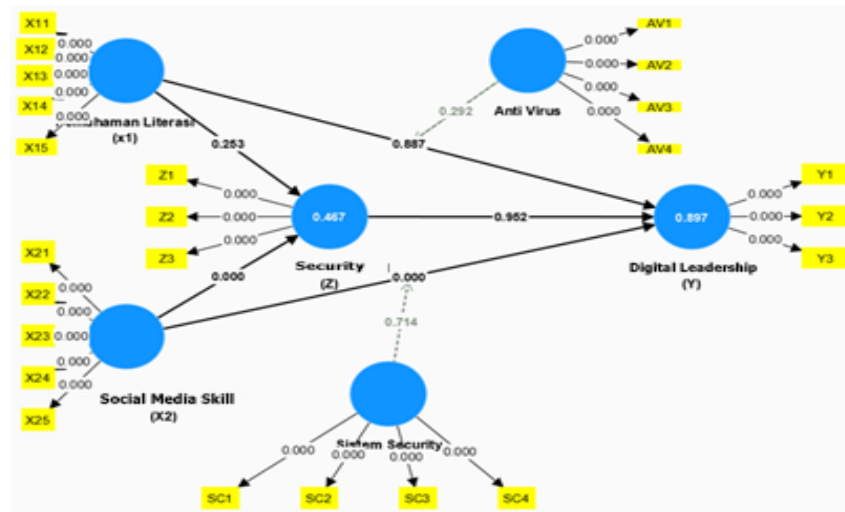 X11
0.000
X12
0.000
X13
0.000
X14
0.000
X15
Literasi
(x1)
0.253
0.887
0.292
Anti Virus
AV1
0.000
AV2
0.000
AV3
0.000
AV4
0.000
Z1
0.000
Z2
0.000
Z3
0.000
0.467
Security
(Z)
0.952
0.897
Digital Leadership
(Y)
Y1
0.000
Y2
0.000
Y3
0.000
X21
0.000
X22
0.000
X23
0.000
X24
0.000
X25
0.000
Social Media Skill
(X2)
0.000
0.000
0.714
Sistem Security
0.000
0.000
0.000
0.000
SC1
SC2
SC3
SC4